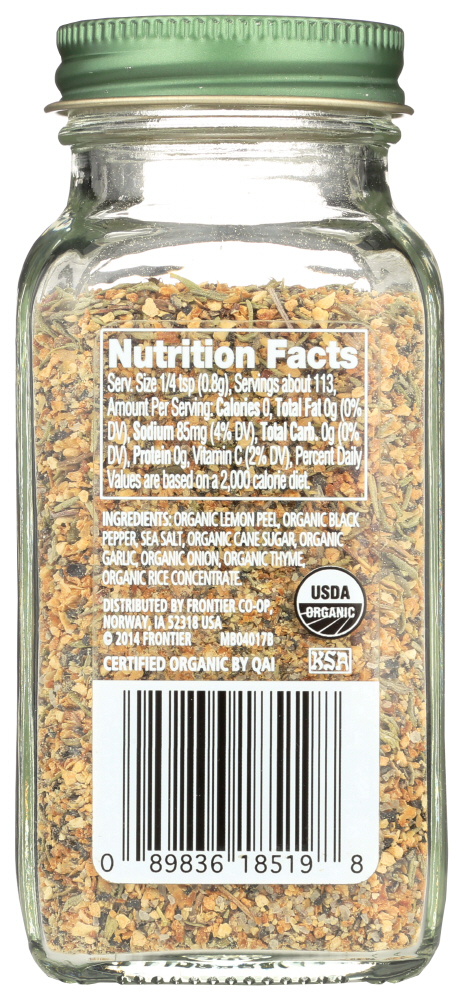 Nutrition Facts
Serv. Size 1/4 tsp (0.8g), Servings about 113,
Amount Per Serving: Calories 0, Total Fat 0g (0%
DV), Sodium 85mg (4% DV), Total Carb. 0g (0%
DV), Protein 0g, Vitamin C (2% DV), Percent Daily
Values are based on a 2,000 calorie diet.
INGREDIENTS: ORGANIC LEMON PEEL, ORGANIC BLACK
PEPPER, SEA SALT, ORGANIC CANE SUGAR, ORGANIC
GARLIC, ORGANIC ONION, ORGANIC THYME,
ORGANIC RICE CONCENTRATE.
DISTRIBUTED BY FRONTIER CO-OP,
NORWAY, IA 52318 USA
© 2014 FRONTIER MB04017B
CERTIFIED ORGANIC BY QAI
USDA
ORGANIC
KSA
0 89836 18519 8